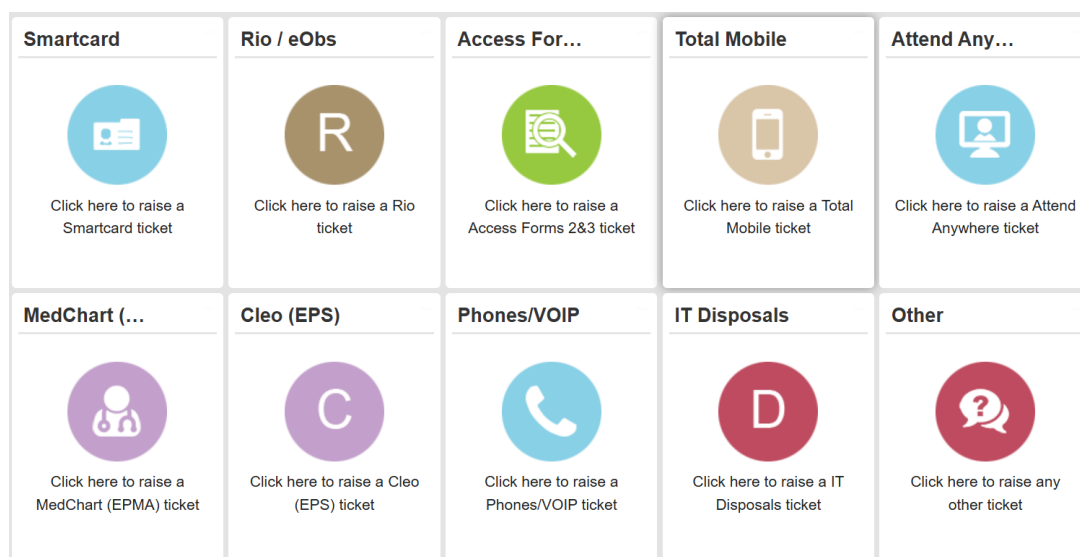 Smartcard
Rio / eObs
Access For…
Total Mobile
Attend Any…
R
Click here to raise a
Smartcard ticket
Click here to raise a Rio
ticket
Click here to raise a
Access Forms 2&3 ticket
Click here to raise a Total
Mobile ticket
Click here to raise a Attend
Anywhere ticket
MedChart (…
Cleo (EPS)
Phones/VOIP
IT Disposals
Other
C
D
?
Click here to raise a
MedChart (EPMA) ticket
Click here to raise a Cleo
(EPS) ticket
Click here to raise a
Phones/VOIP ticket
Click here to raise a IT
Disposals ticket
Click here to raise any
other ticket